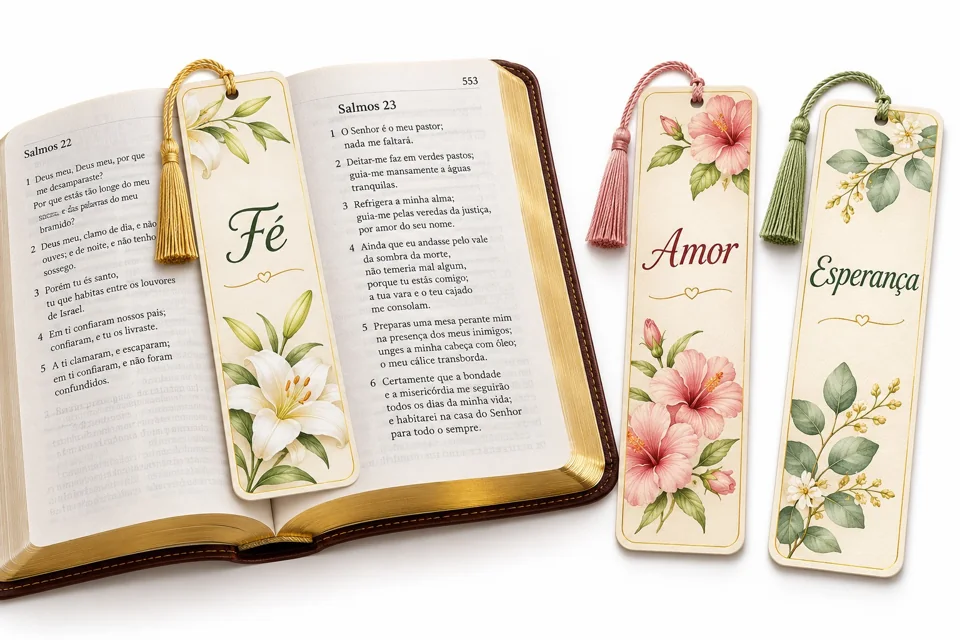 Salmos 22
1 Deus meu, Deus meu, por que
me desamparaste?
Por que estás tão longe do meu
e das palavras do meu
bramido?
2 Deus meu, clamo de dia, e não
ouves; e de noite, e não tenho
sossego.
3 Porém tu és santo,
tu que habitas entre os louvores
de Israel.
4 Em ti confiaram nossos pais;
confiaram, e tu os livraste.
5 A ti clamaram, e escaparam;
em ti confiaram, e não foram
confundidos.
Fé
553
Salmos 23
1 O Senhor é o meu pastor;
nada me faltará.
2 Deitar-me faz em verdes pastos;
guia-me mansamente a águas
tranquilas.
3 Refrigera a minha alma;
guia-me pelas veredas da justiça,
por amor do seu nome.
4 Ainda que eu andasse pelo vale
da sombra da morte,
não temeria mal algum,
porque tu estás comigo;
a tua vara e o teu cajado
me consolam.
5 Preparas uma mesa perante mim
na presença dos meus inimigos;
unges a minha cabeça com óleo;
o meu cálice transborda.
6 Certamente que a bondade
e a misericórdia me seguirão
todos os dias da minha vida;
e habitarei na casa do Senhor
para todo o sempre.
Amor
Esperança